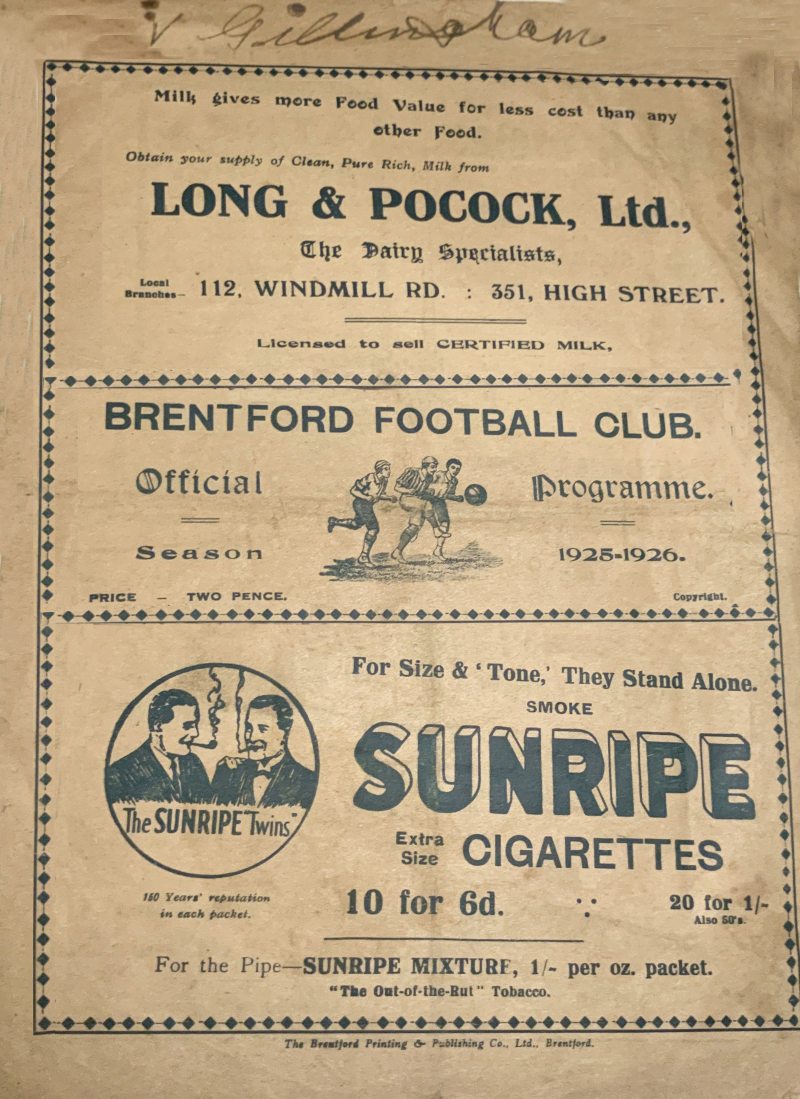 v Gillingham
Milk gives more Food Value for less cost than any
other Food.
Obtain your supply of Clean, Pure Rich, Milk from
LONG & POCOCK, Ltd.,
The Dairy Specialists,
Local Branches— 112, WINDMILL RD. : 351, HIGH STREET.
Licensed to sell CERTIFIED MILK,
BRENTFORD FOOTBALL CLUB.
Official Programme.
Season 1925-1926.
PRICE — TWO PENCE. Copyright.
For Size & ‘Tone,’ They Stand Alone.
SMOKE
SUNRIPE
Extra Size CIGARETTES
"The SUNRIPE Twins"
150 Years' reputation
in each packet.
10 for 6d. 20 for 1/-
Also 50's.
For the Pipe—SUNRIPE MIXTURE, 1/- per oz. packet.
"The Out-of-the-Rut" Tobacco.
The Brentford Printing & Publishing Co., Ltd., Brentford.